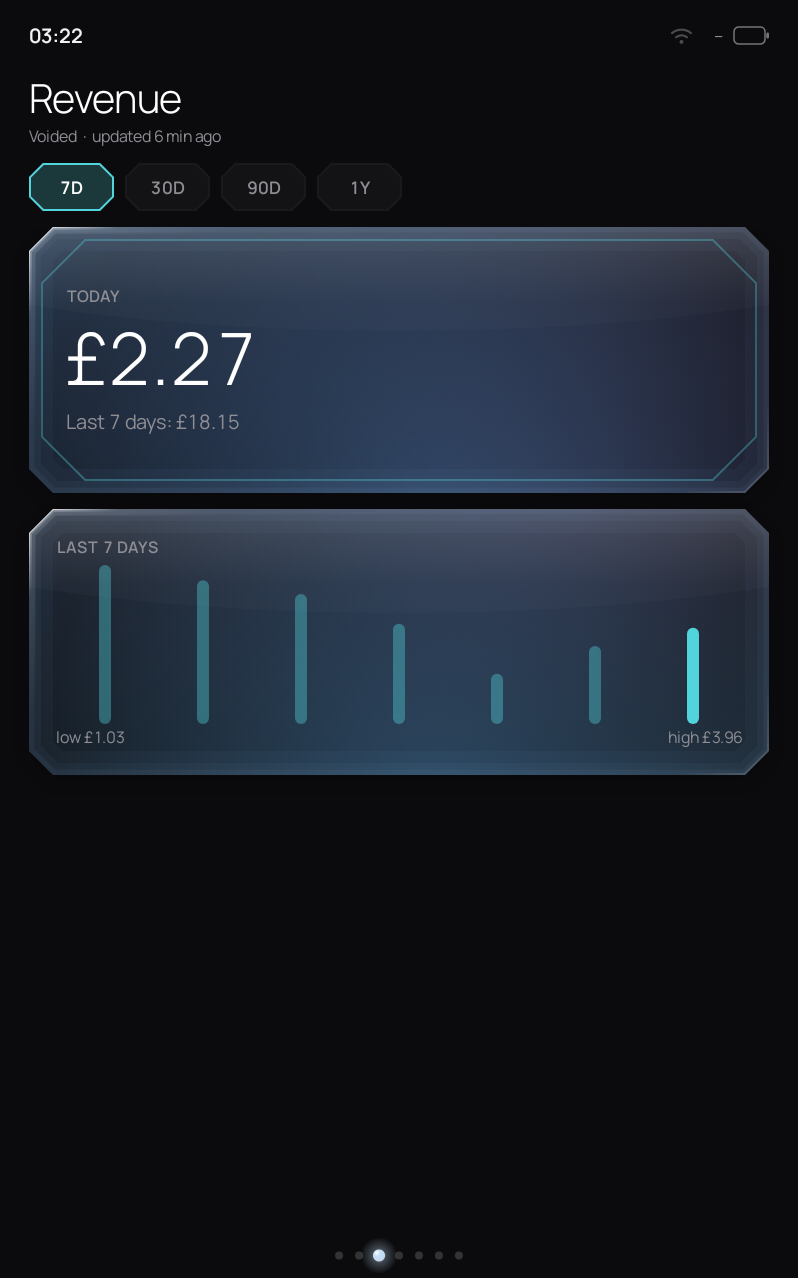 03:22
–
Revenue
Voided · updated 6 min ago
7D 30D 90D 1Y
TODAY
£2.27
Last 7 days: £18.15
LAST 7 DAYS
low £1.03 high £3.96